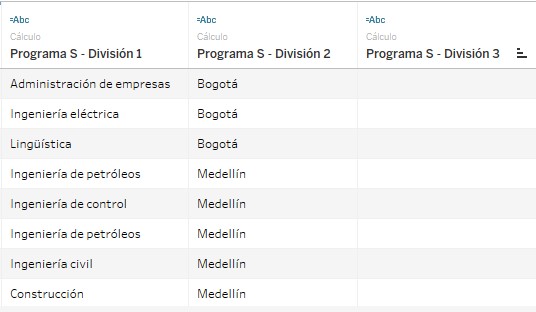 =Abc =Abc =Abc
Cálculo Cálculo Cálculo
Programa S - División 1 Programa S - División 2 Programa S - División 3
Administración de empresas Bogotá
Ingeniería eléctrica Bogotá
Lingüística Bogotá
Ingeniería de petróleos Medellín
Ingeniería de control Medellín
Ingeniería de petróleos Medellín
Ingeniería civil Medellín
Construcción Medellín